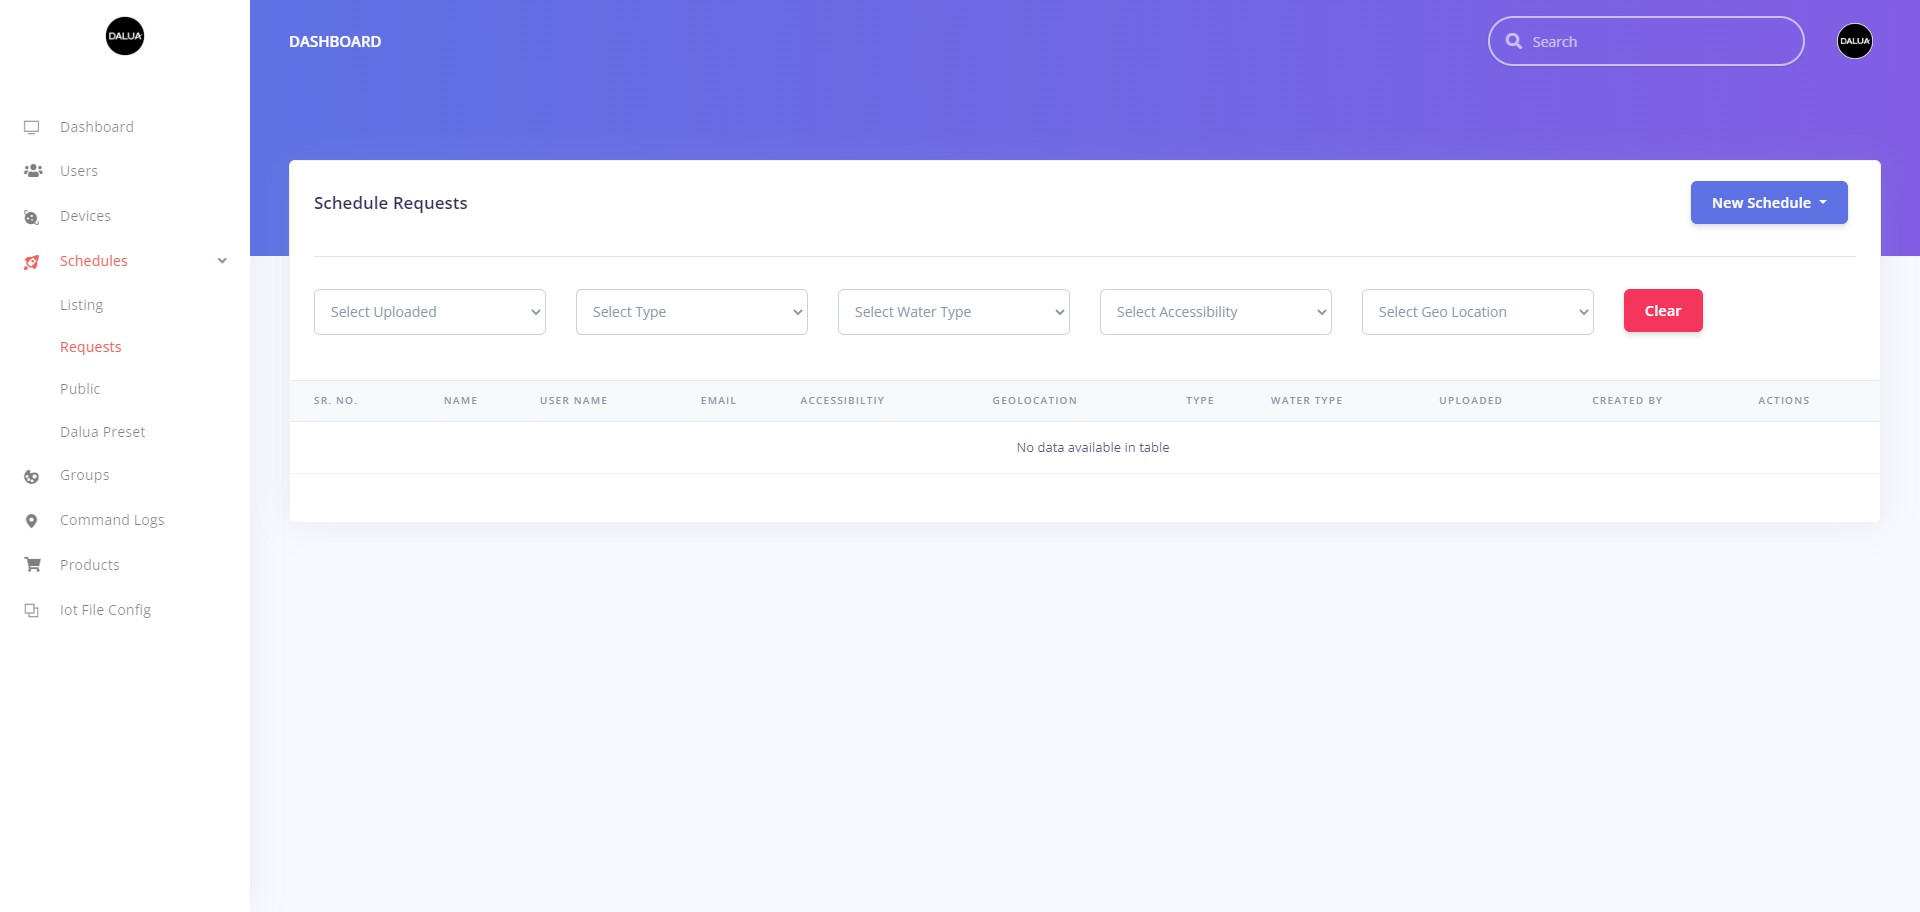 DALUA
DASHBOARD
Search
DALUA
Dashboard
Users
Devices
Schedules
Listing
Requests
Public
Dalua Preset
Groups
Command Logs
Products
Iot File Config
Schedule Requests
New Schedule
Select Uploaded
Select Type
Select Water Type
Select Accessibility
Select Geo Location
Clear
SR. NO. NAME USER NAME EMAIL ACCESSIBILTIY GEOLOCATION TYPE WATER TYPE UPLOADED CREATED BY ACTIONS
No data available in table